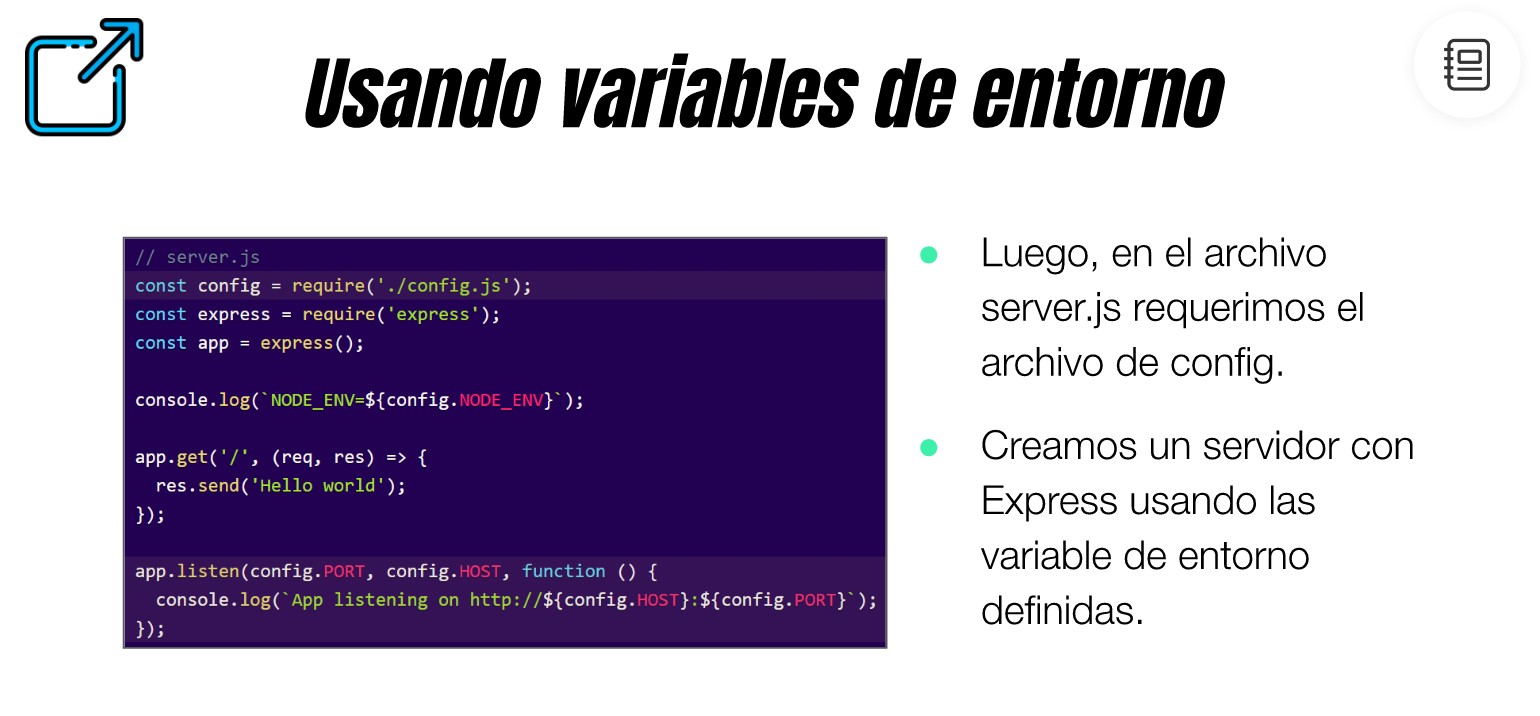 Usando variables de entorno
// server.js
const config = require('./config.js');
const express = require('express');
const app = express();
console.log(`NODE_ENV=${config.NODE_ENV}`);
app.get('/', (req, res) => {
  res.send('Hello world');
});
app.listen(config.PORT, config.HOST, function () {
  console.log(`App listening on http://${config.HOST}:${config.PORT}`);
});
● Luego, en el archivo
server.js requerimos el
archivo de config.
● Creamos un servidor con
Express usando las
variable de entorno
definidas.